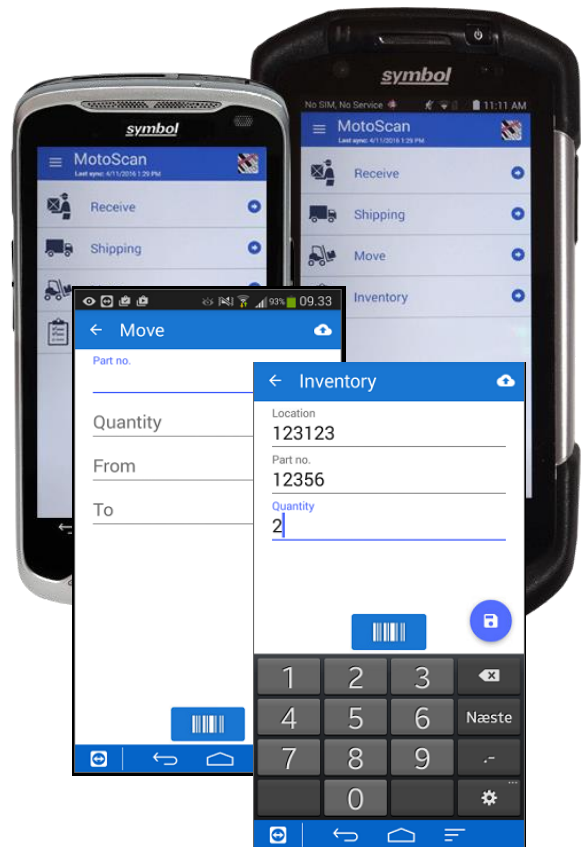 symbol
MotoScan
Last sync: 4/11/2016 1:29 PM
Receive
Shipping
symbol
No SIM, No Service
11:11 AM
MotoScan
Last sync: 4/11/2016 1:29 PM
Receive
Shipping
Move
Inventory
93% 09.33
Move
Part no.
Quantity
From
To
Inventory
Location
123123
Part no.
12356
Quantity
2
1 2 3
4 5 6 Næste
7 8 9 .-
0